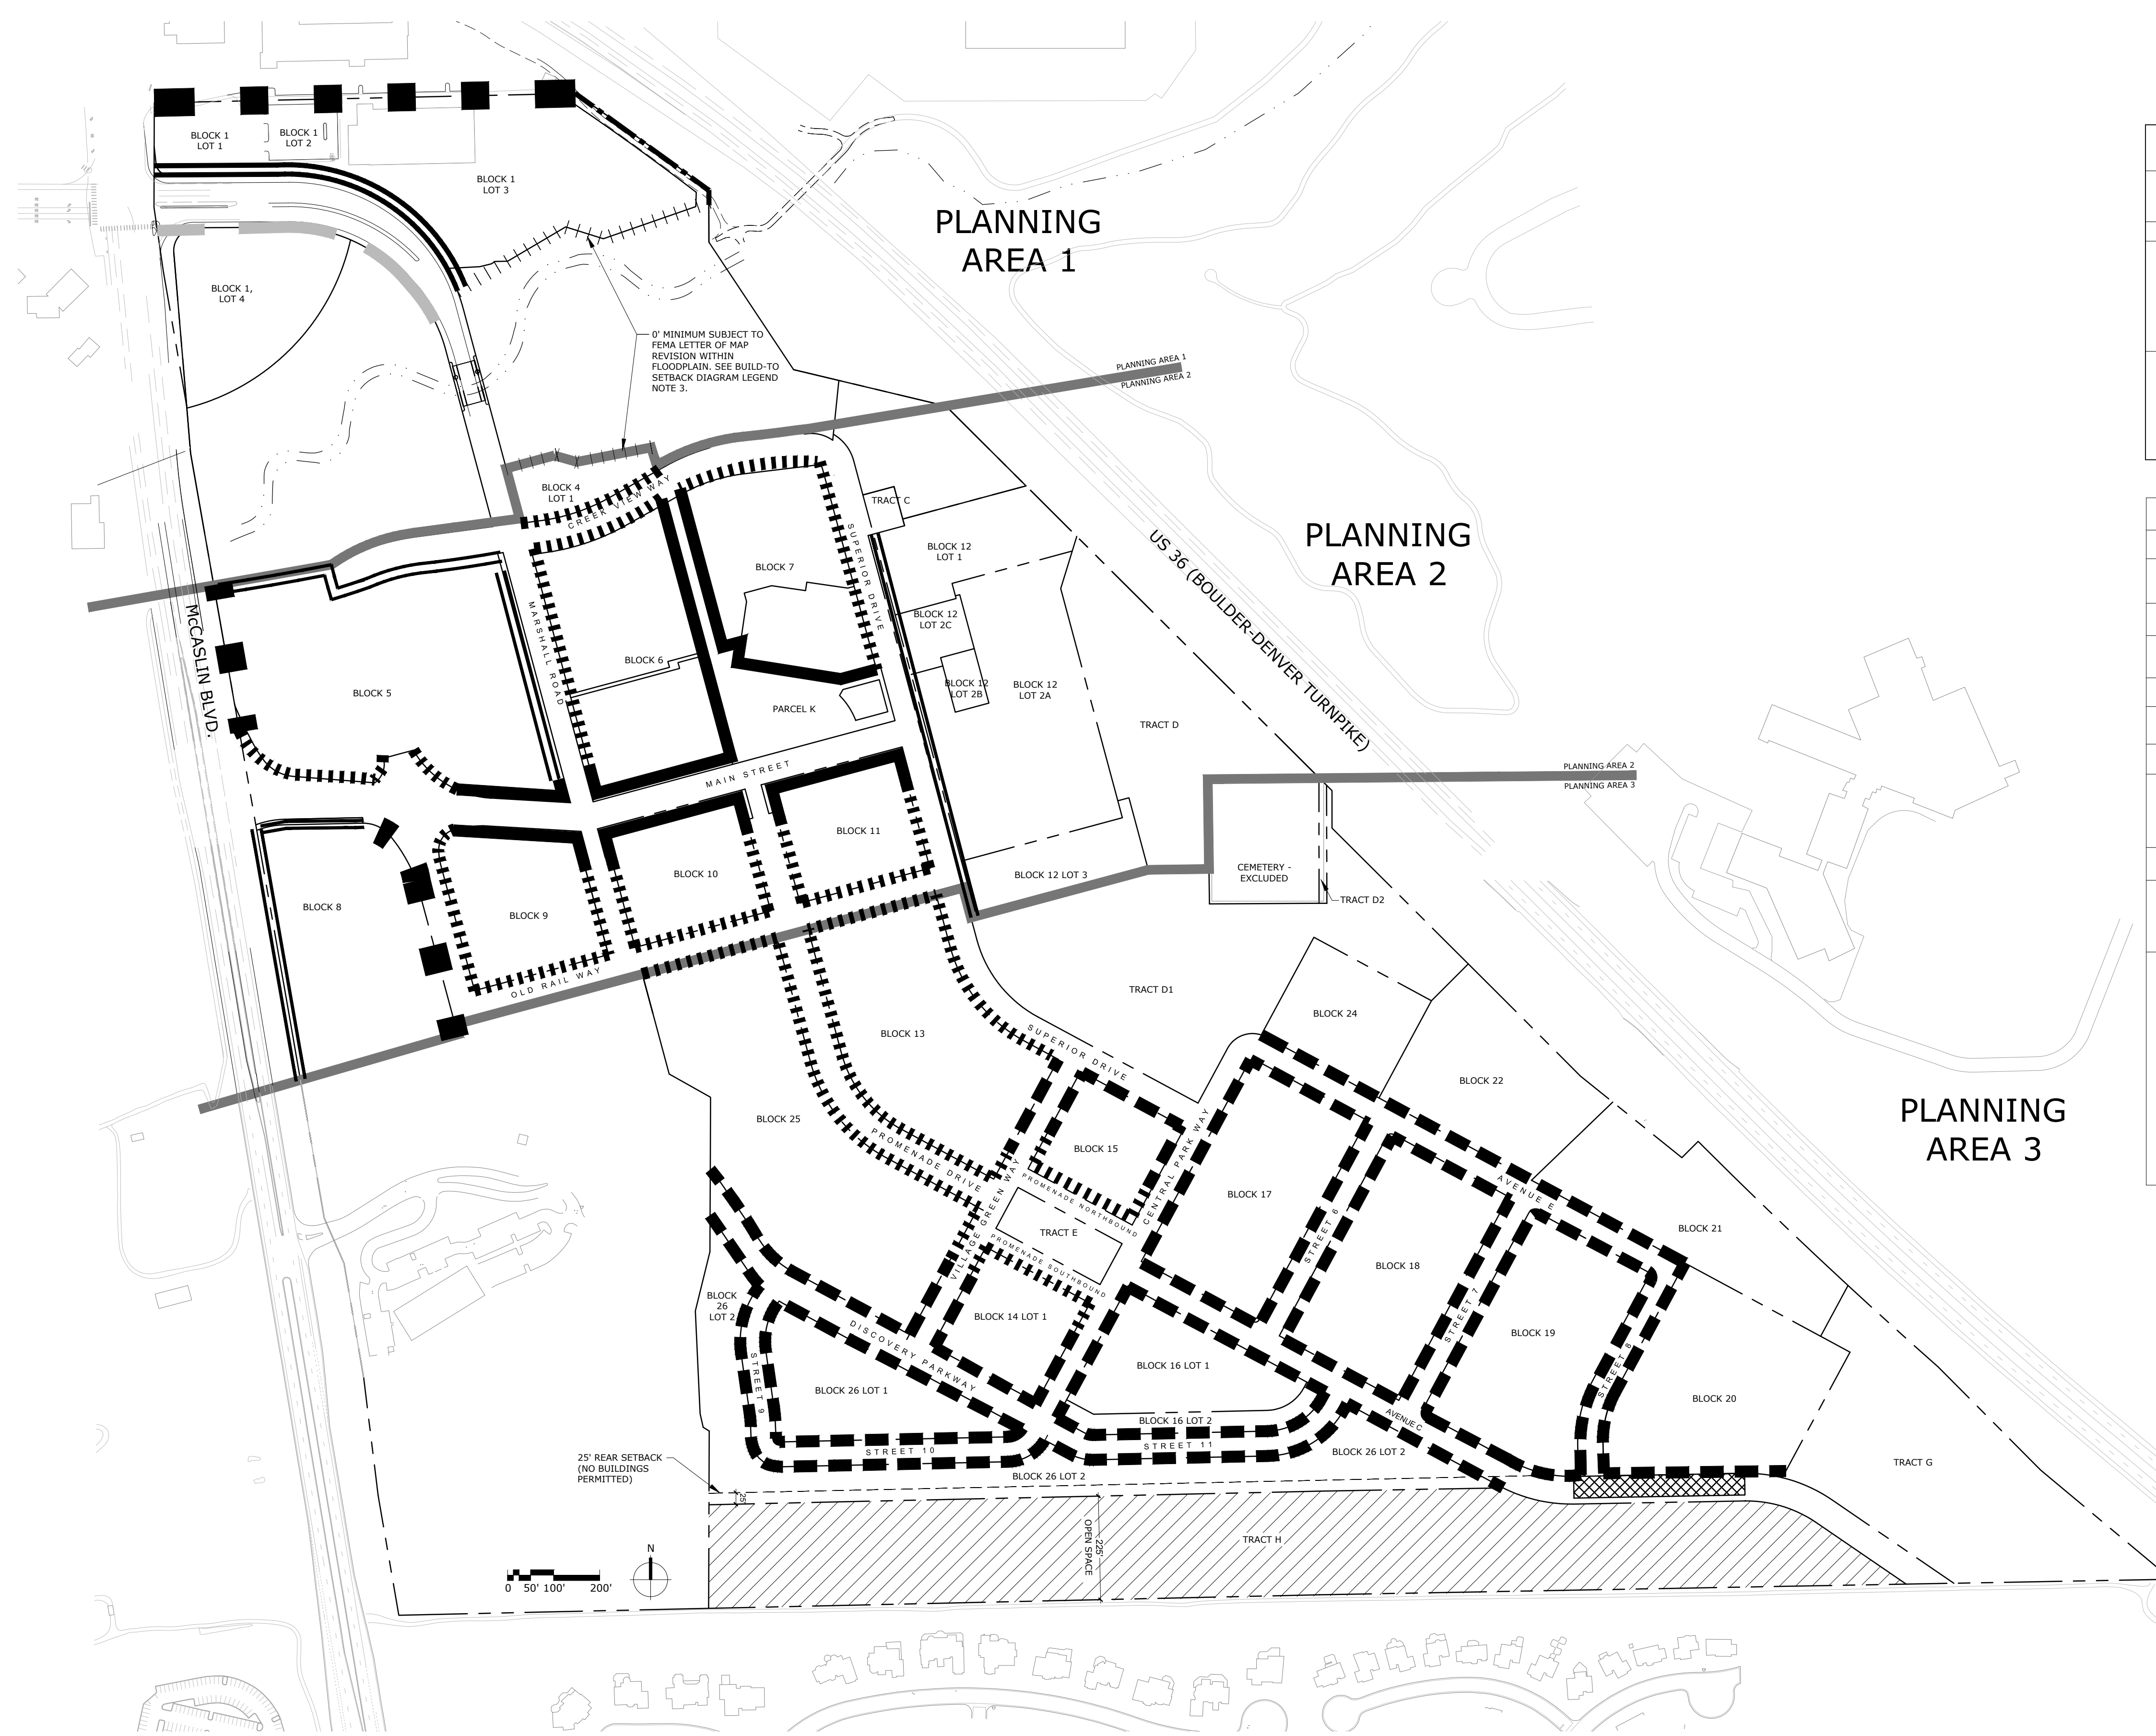 BLOCK 1
LOT 1
BLOCK 1
LOT 2
BLOCK 1
LOT 3
PLANNING
AREA 1
BLOCK 1,
LOT 4
0' MINIMUM SUBJECT TO
FEMA LETTER OF MAP
REVISION WITHIN
FLOODPLAIN. SEE BUILD-TO
SETBACK DIAGRAM LEGEND
NOTE 3.
PLANNING AREA 1
PLANNING AREA 2
BLOCK 4
LOT 1
CREEK VIEW WAY
TRACT C
SUPERIOR DRIVE
BLOCK 12
LOT 1
PLANNING
AREA 2
US 36 (BOULDER-DENVER TURNPIKE)
BLOCK 7
McCASLIN BLVD.
MARSHALL ROAD
BLOCK 12
LOT 2C
BLOCK 6
BLOCK 5
BLOCK 12
LOT 2B
BLOCK 12
LOT 2A
PARCEL K
TRACT D
MAIN STREET
PLANNING AREA 2
PLANNING AREA 3
BLOCK 11
BLOCK 10
BLOCK 12 LOT 3
CEMETERY -
EXCLUDED
TRACT D2
BLOCK 8
BLOCK 9
OLD RAIL WAY
TRACT D1
BLOCK 24
BLOCK 13
SUPERIOR DRIVE
BLOCK 22
PLANNING
AREA 3
BLOCK 25
PROMENADE DRIVE
BLOCK 15
CENTRAL PARK WAY
VILLAGE GREEN WAY
PROMENADE NORTHBOUND
BLOCK 17
AVENUE E
TRACT E
STREET 6
BLOCK 21
PROMENADE SOUTHBOUND
BLOCK 18
BLOCK
26
LOT 2
BLOCK 14 LOT 1
DISCOVERY PARKWAY
STREET 7
BLOCK 19
STREET 8
BLOCK 16 LOT 1
STREET 9
BLOCK 26 LOT 1
BLOCK 20
BLOCK 16 LOT 2
AVENUE C
STREET 10
STREET 11
BLOCK 26 LOT 2
25' REAR SETBACK
(NO BUILDINGS
PERMITTED)
BLOCK 26 LOT 2
TRACT G
25'
225'
OPEN SPACE
TRACT H
N
0 50' 100' 200'